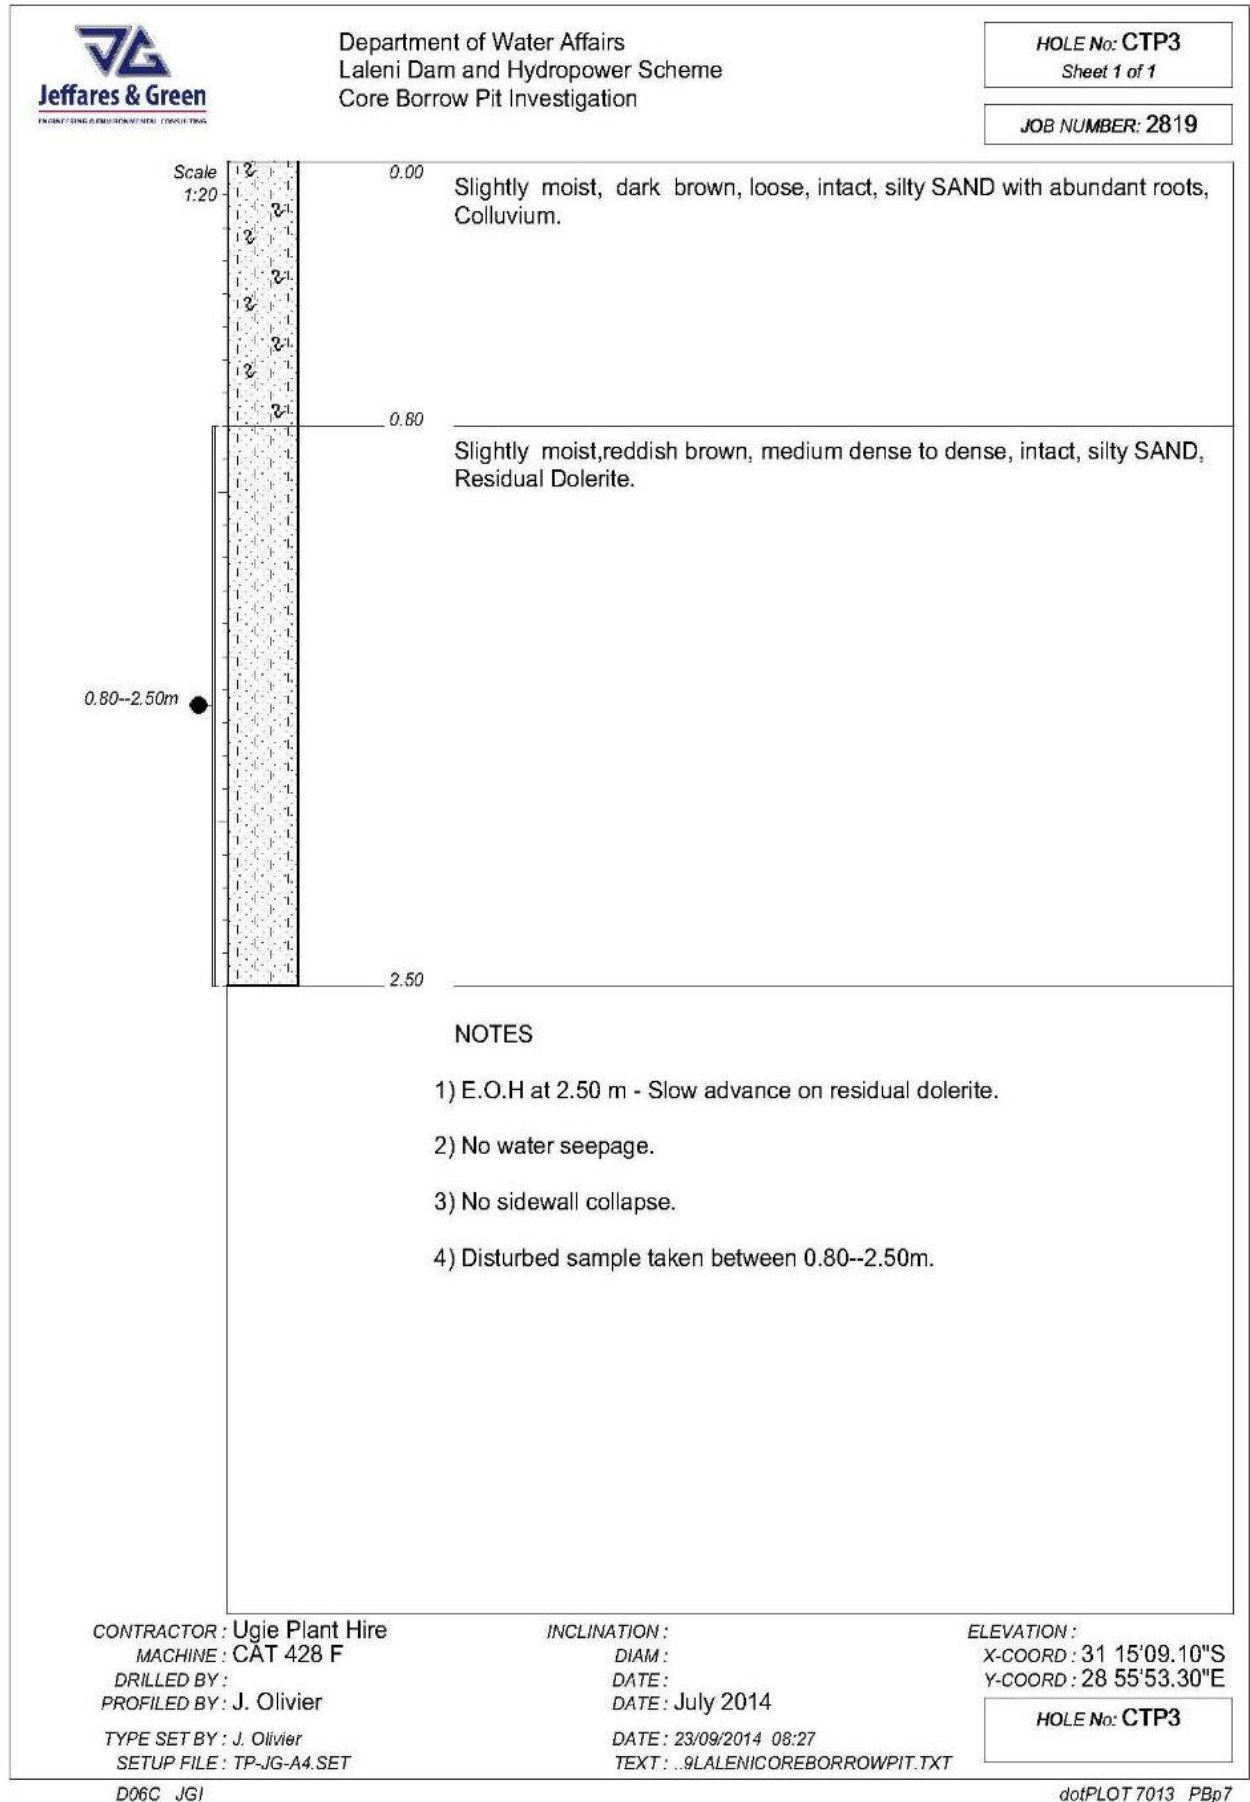 Jeffares & Green
ENGINEERING & ENVIRONMENTAL CONSULTING
Department of Water Affairs
Laleni Dam and Hydropower Scheme
Core Borrow Pit Investigation
HOLE No: CTP3
Sheet 1 of 1
JOB NUMBER: 2819
Scale
1:20
0.00
Slightly moist, dark brown, loose, intact, silty SAND with abundant roots,
Colluvium.
0.80
Slightly moist,reddish brown, medium dense to dense, intact, silty SAND,
Residual Dolerite.
0.80--2.50m
2.50
NOTES
1) E.O.H at 2.50 m - Slow advance on residual dolerite.
2) No water seepage.
3) No sidewall collapse.
4) Disturbed sample taken between 0.80--2.50m.
CONTRACTOR : Ugie Plant Hire
MACHINE : CAT 428 F
DRILLED BY :
PROFILED BY : J. Olivier
TYPE SET BY : J. Olivier
SETUP FILE : TP-JG-A4.SET
INCLINATION :
DIAM :
DATE :
DATE : July 2014
DATE : 23/09/2014 08:27
TEXT : ..9LALENICOREBORROWPIT.TXT
ELEVATION :
X-COORD : 31 15'09.10"S
Y-COORD : 28 55'53.30"E
HOLE No: CTP3
D06C JGI
dotPLOT 7013 PBp7